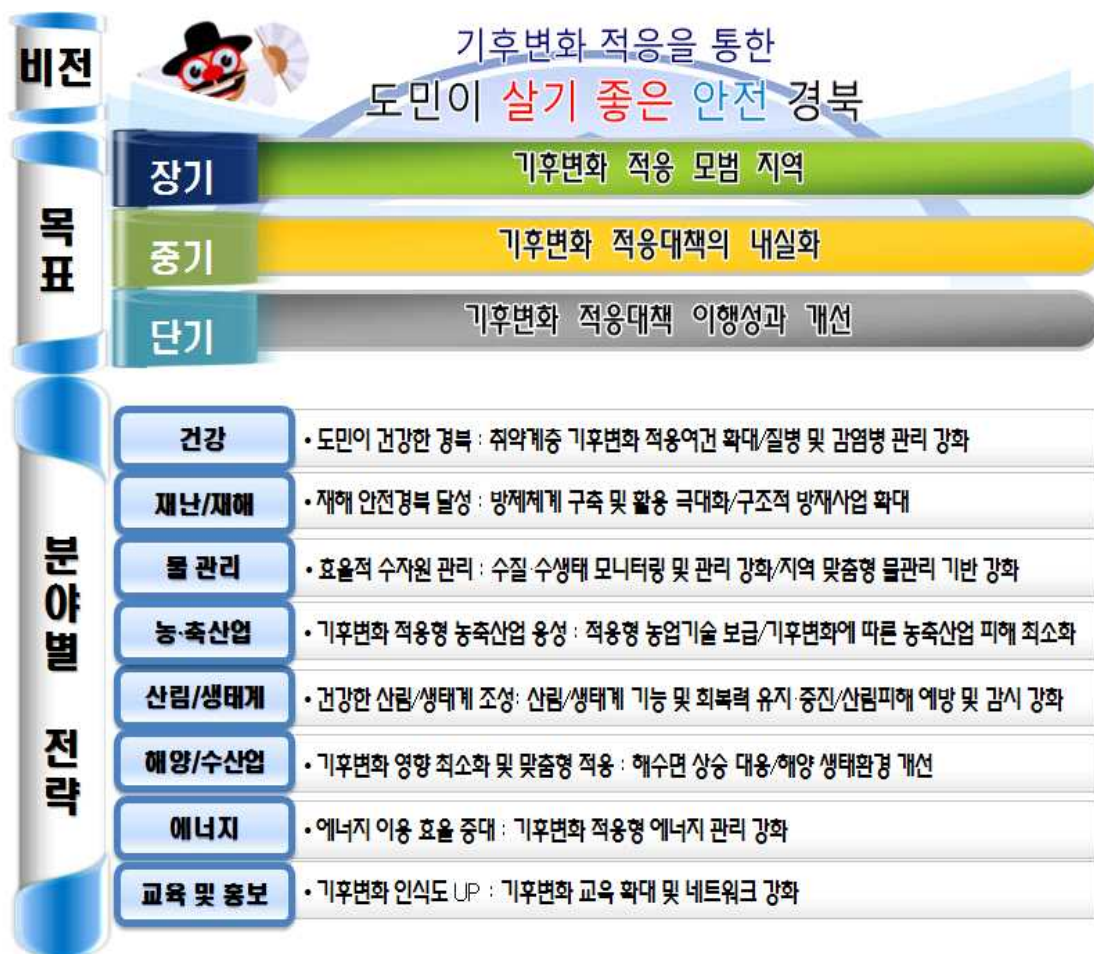 비전
기후변화 적응을 통한
도민이 살기 좋은 안전 경북
목표
장기
기후변화 적응 모범 지역
중기
기후변화 적응대책의 내실화
단기
기후변화 적응대책 이행성과 개선
분야별 전략
건강
• 도민이 건강한 경북 : 취약계층 기후변화 적응여건 확대/질병 및 감염병 관리 강화
재난/재해
• 재해 안전경북 달성 : 방제체계 구축 및 활용 극대화/구조적 방재사업 확대
물 관리
• 효율적 수자원 관리 : 수질·수생태 모니터링 및 관리 강화/지역 맞춤형 물관리 기반 강화
농·축산업
• 기후변화 적응형 농축산업 융성 : 적응형 농업기술 보급/기후변화에 따른 농축산업 피해 최소화
산림/생태계
• 건강한 산림/생태계 조성: 산림/생태계 기능 및 회복력 유지·증진/산림피해 예방 및 감시 강화
해양/수산업
• 기후변화 영향 최소화 및 맞춤형 적응 : 해수면 상승 대응/해양 생태환경 개선
에너지
• 에너지 이용 효율 증대 : 기후변화 적응형 에너지 관리 강화
교육 및 홍보
• 기후변화 인식도 UP : 기후변화 교육 확대 및 네트워크 강화